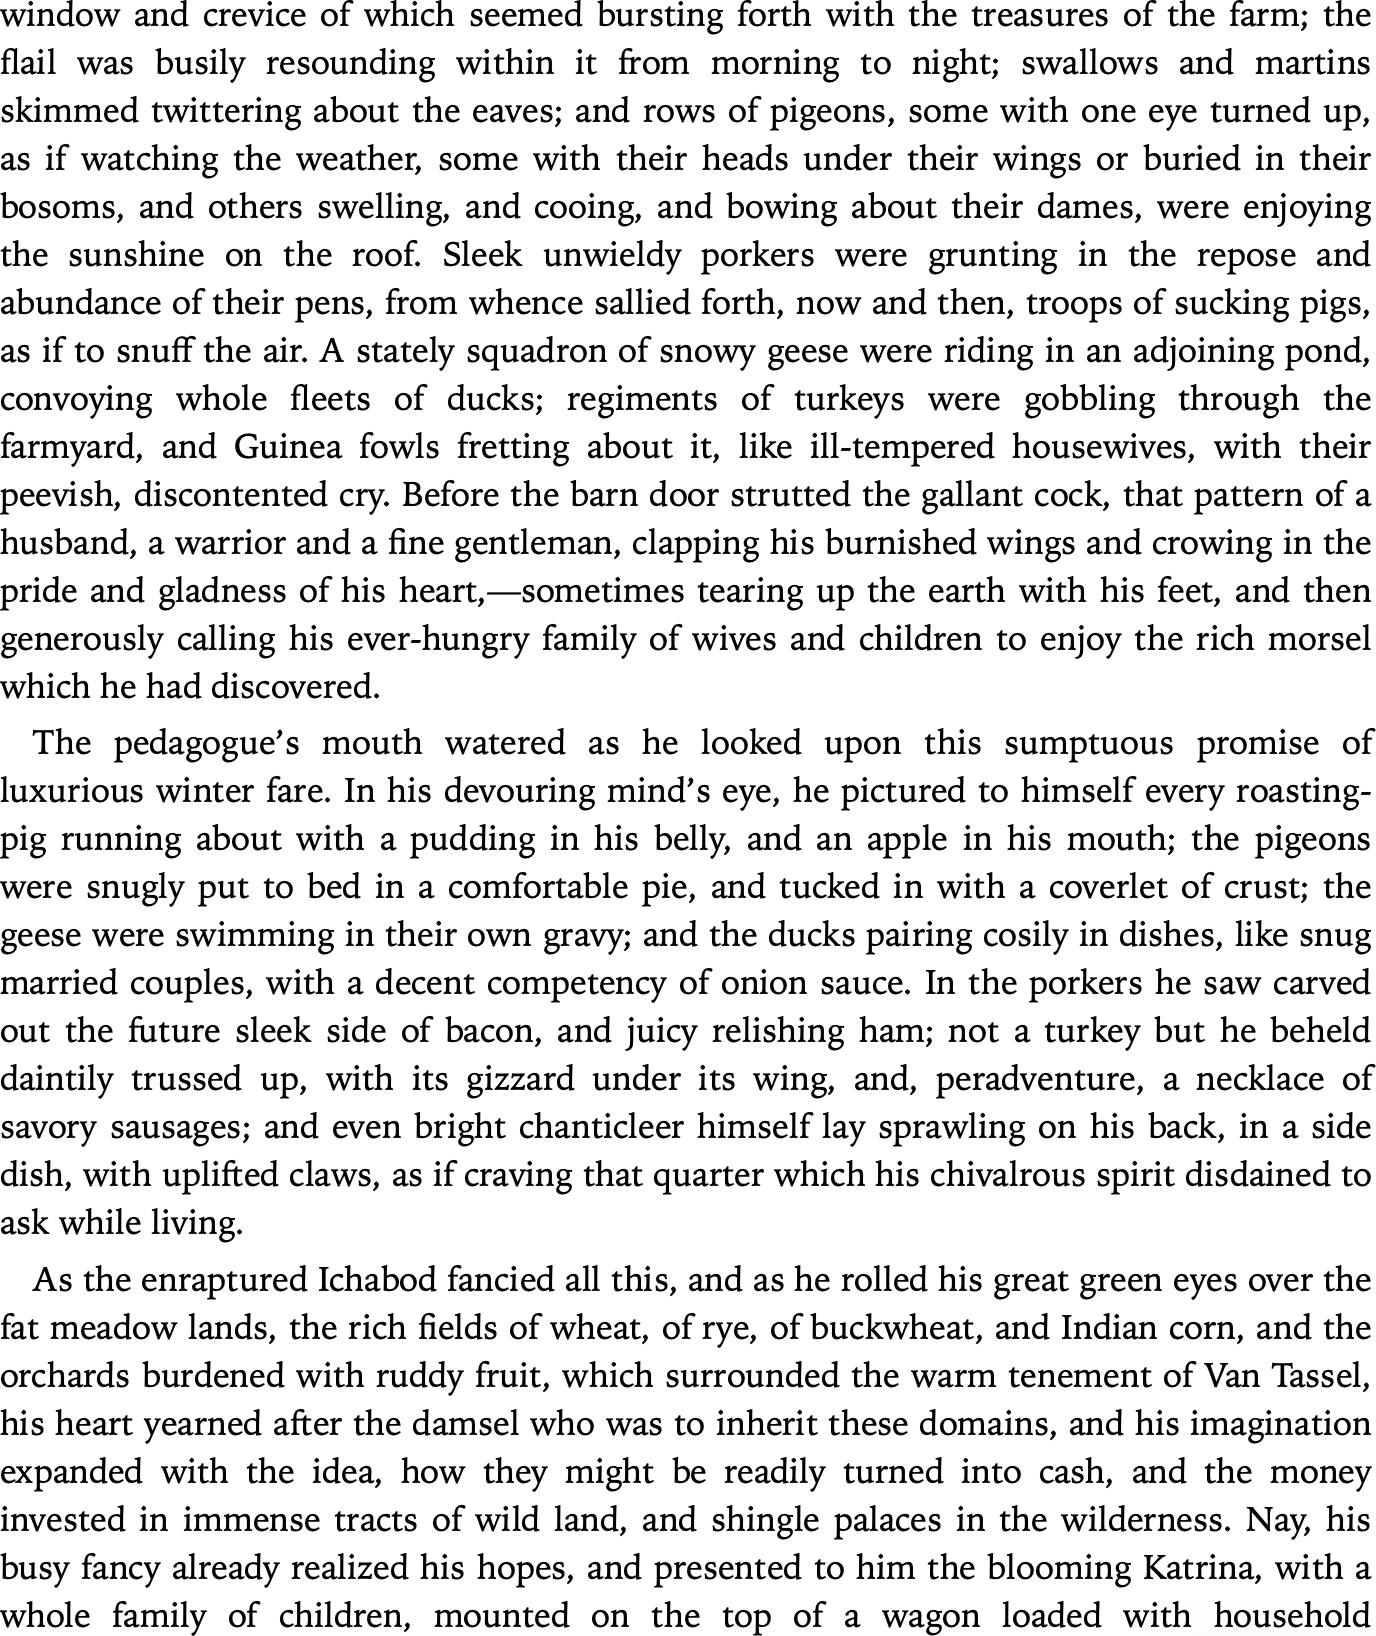 window and crevice of which seemed bursting forth with the treasures of the farm; the
flail was busily resounding within it from morning to night; swallows and martins
skimmed twittering about the eaves; and rows of pigeons, some with one eye turned up,
as if watching the weather, some with their heads under their wings or buried in their
bosoms, and others swelling, and cooing, and bowing about their dames, were enjoying
the sunshine on the roof. Sleek unwieldy porkers were grunting in the repose and
abundance of their pens, from whence sallied forth, now and then, troops of sucking pigs,
as if to snuff the air. A stately squadron of snowy geese were riding in an adjoining pond,
convoying whole fleets of ducks; regiments of turkeys were gobbling through the
farmyard, and Guinea fowls fretting about it, like ill-tempered housewives, with their
peevish, discontented cry. Before the barn door strutted the gallant cock, that pattern of a
husband, a warrior and a fine gentleman, clapping his burnished wings and crowing in the
pride and gladness of his heart,—sometimes tearing up the earth with his feet, and then
generously calling his ever-hungry family of wives and children to enjoy the rich morsel
which he had discovered.
The pedagogue’s mouth watered as he looked upon this sumptuous promise of
luxurious winter fare. In his devouring mind’s eye, he pictured to himself every roasting-
pig running about with a pudding in his belly, and an apple in his mouth; the pigeons
were snugly put to bed in a comfortable pie, and tucked in with a coverlet of crust; the
geese were swimming in their own gravy; and the ducks pairing cosily in dishes, like snug
married couples, with a decent competency of onion sauce. In the porkers he saw carved
out the future sleek side of bacon, and juicy relishing ham; not a turkey but he beheld
daintily trussed up, with its gizzard under its wing, and, peradventure, a necklace of
savory sausages; and even bright chanticleer himself lay sprawling on his back, in a side
dish, with uplifted claws, as if craving that quarter which his chivalrous spirit disdained to
ask while living.
As the enraptured Ichabod fancied all this, and as he rolled his great green eyes over the
fat meadow lands, the rich fields of wheat, of rye, of buckwheat, and Indian corn, and the
orchards burdened with ruddy fruit, which surrounded the warm tenement of Van Tassel,
his heart yearned after the damsel who was to inherit these domains, and his imagination
expanded with the idea, how they might be readily turned into cash, and the money
invested in immense tracts of wild land, and shingle palaces in the wilderness. Nay, his
busy fancy already realized his hopes, and presented to him the blooming Katrina, with a
whole family of children, mounted on the top of a wagon loaded with household